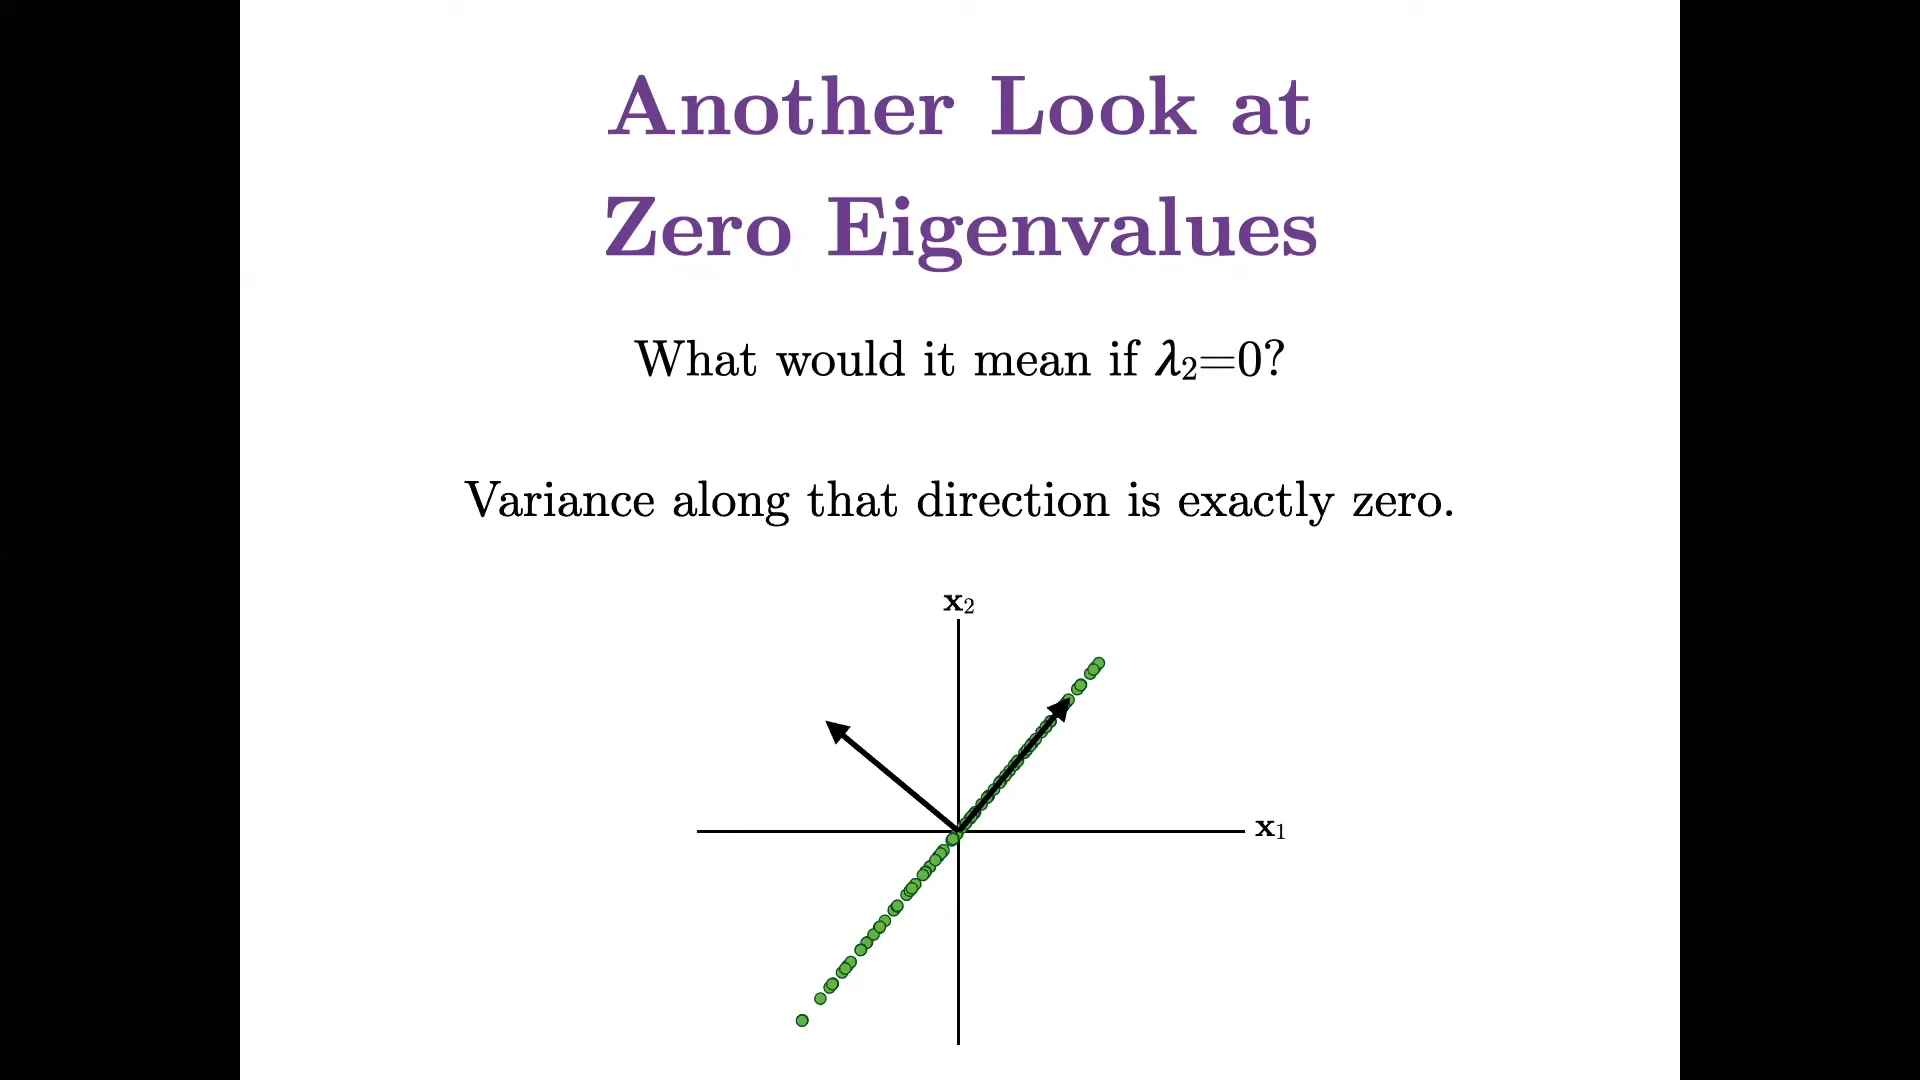 Another Look at
Zero Eigenvalues
What would it mean if λ₂=0?
Variance along that direction is exactly zero.
x₂
x₁